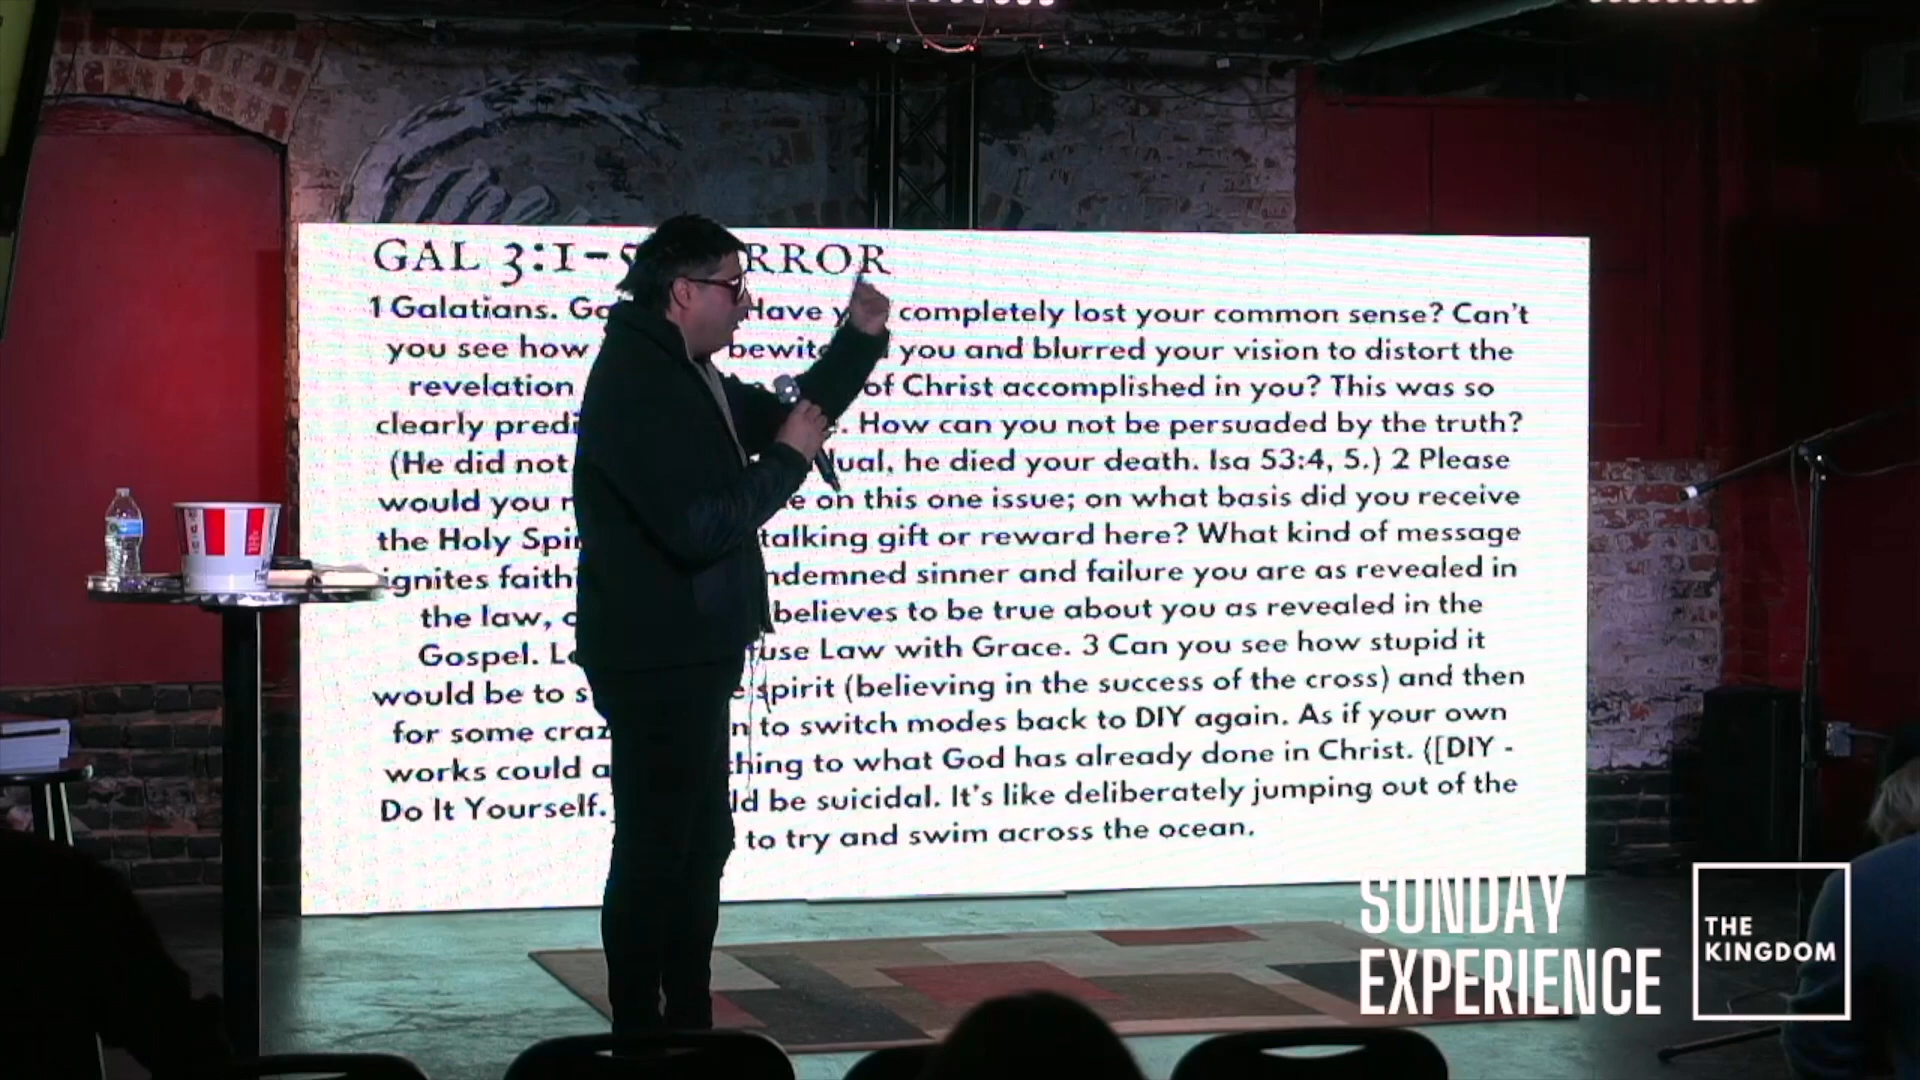 GAL 3:1-5 RROR
1 Galatians. Have completely lost your common sense? Can't
you see how you and blurred your vision to distort the
revelation of Christ accomplished in you? This was so
clearly How can you not be persuaded by the truth?
(He did not he died your death. Isa 53:4, 5.) 2 Please
would you on this one issue; on what basis did you receive
the Holy talking gift or reward here? What kind of message
ignites faith sinner and failure you are as revealed in
the law, believes to be true about you as revealed in the
Gospel. Law with Grace. 3 Can you see how stupid it
would be to spirit (believing in the success of the cross) and then
for some to switch modes back to DIY again. As if your own
works could to what God has already done in Christ. ([DIY -
Do It Yourself. be suicidal. It's like deliberately jumping out of the
to try and swim across the ocean.
SUNDAY
EXPERIENCE
THE
KINGDOM